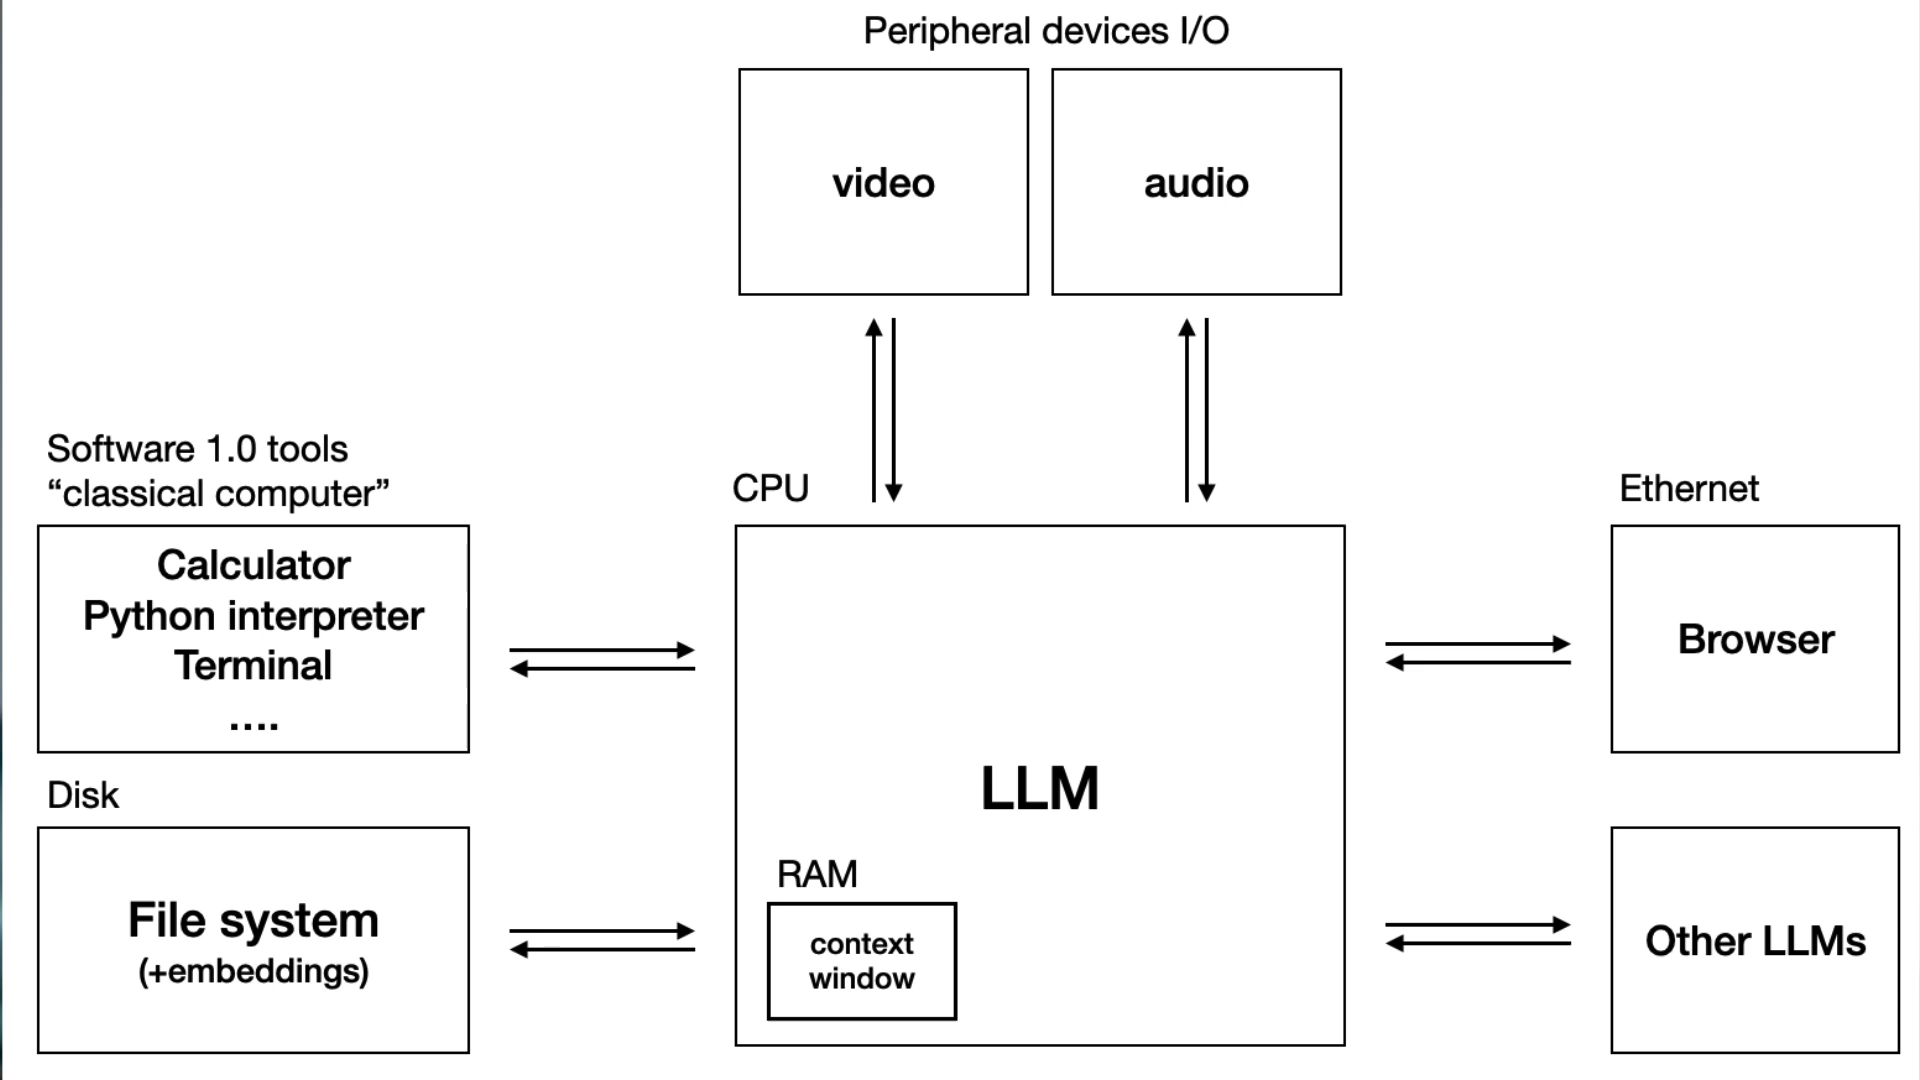 Peripheral devices I/O
video
audio
Software 1.0 tools
“classical computer”
Calculator
Python interpreter
Terminal
....
Disk
File system
(+embeddings)
CPU
LLM
RAM
context
window
Ethernet
Browser
Other LLMs